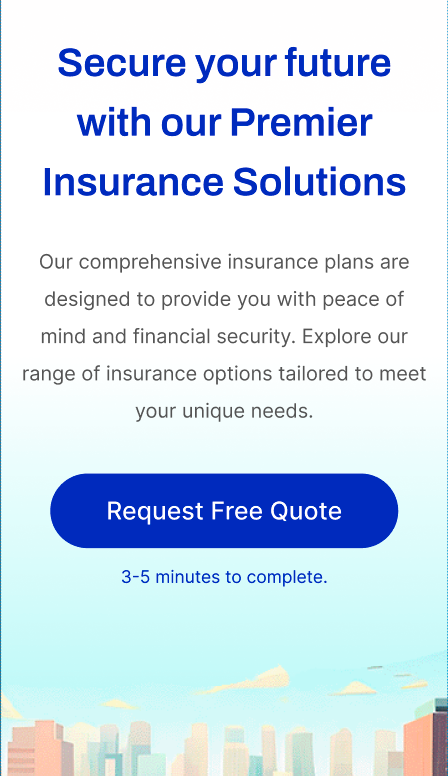 Secure your future
with our Premier
Insurance Solutions
Our comprehensive insurance plans are
designed to provide you with peace of
mind and financial security. Explore our
range of insurance options tailored to meet
your unique needs.
Request Free Quote
3-5 minutes to complete.